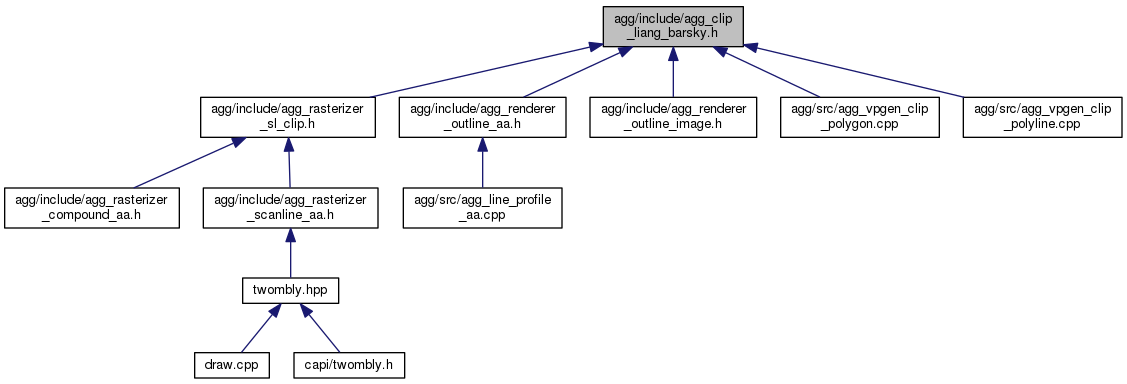 agg/include/agg_clip
_liang_barsky.h
agg/include/agg_rasterizer
_sl_clip.h
agg/include/agg_renderer
_outline_aa.h
agg/include/agg_renderer
_outline_image.h
agg/src/agg_vpgen_clip
_polygon.cpp
agg/src/agg_vpgen_clip
_polyline.cpp
agg/include/agg_rasterizer
_compound_aa.h
agg/include/agg_rasterizer
_scanline_aa.h
agg/src/agg_line_profile
_aa.cpp
twombly.hpp
draw.cpp
capi/twombly.h